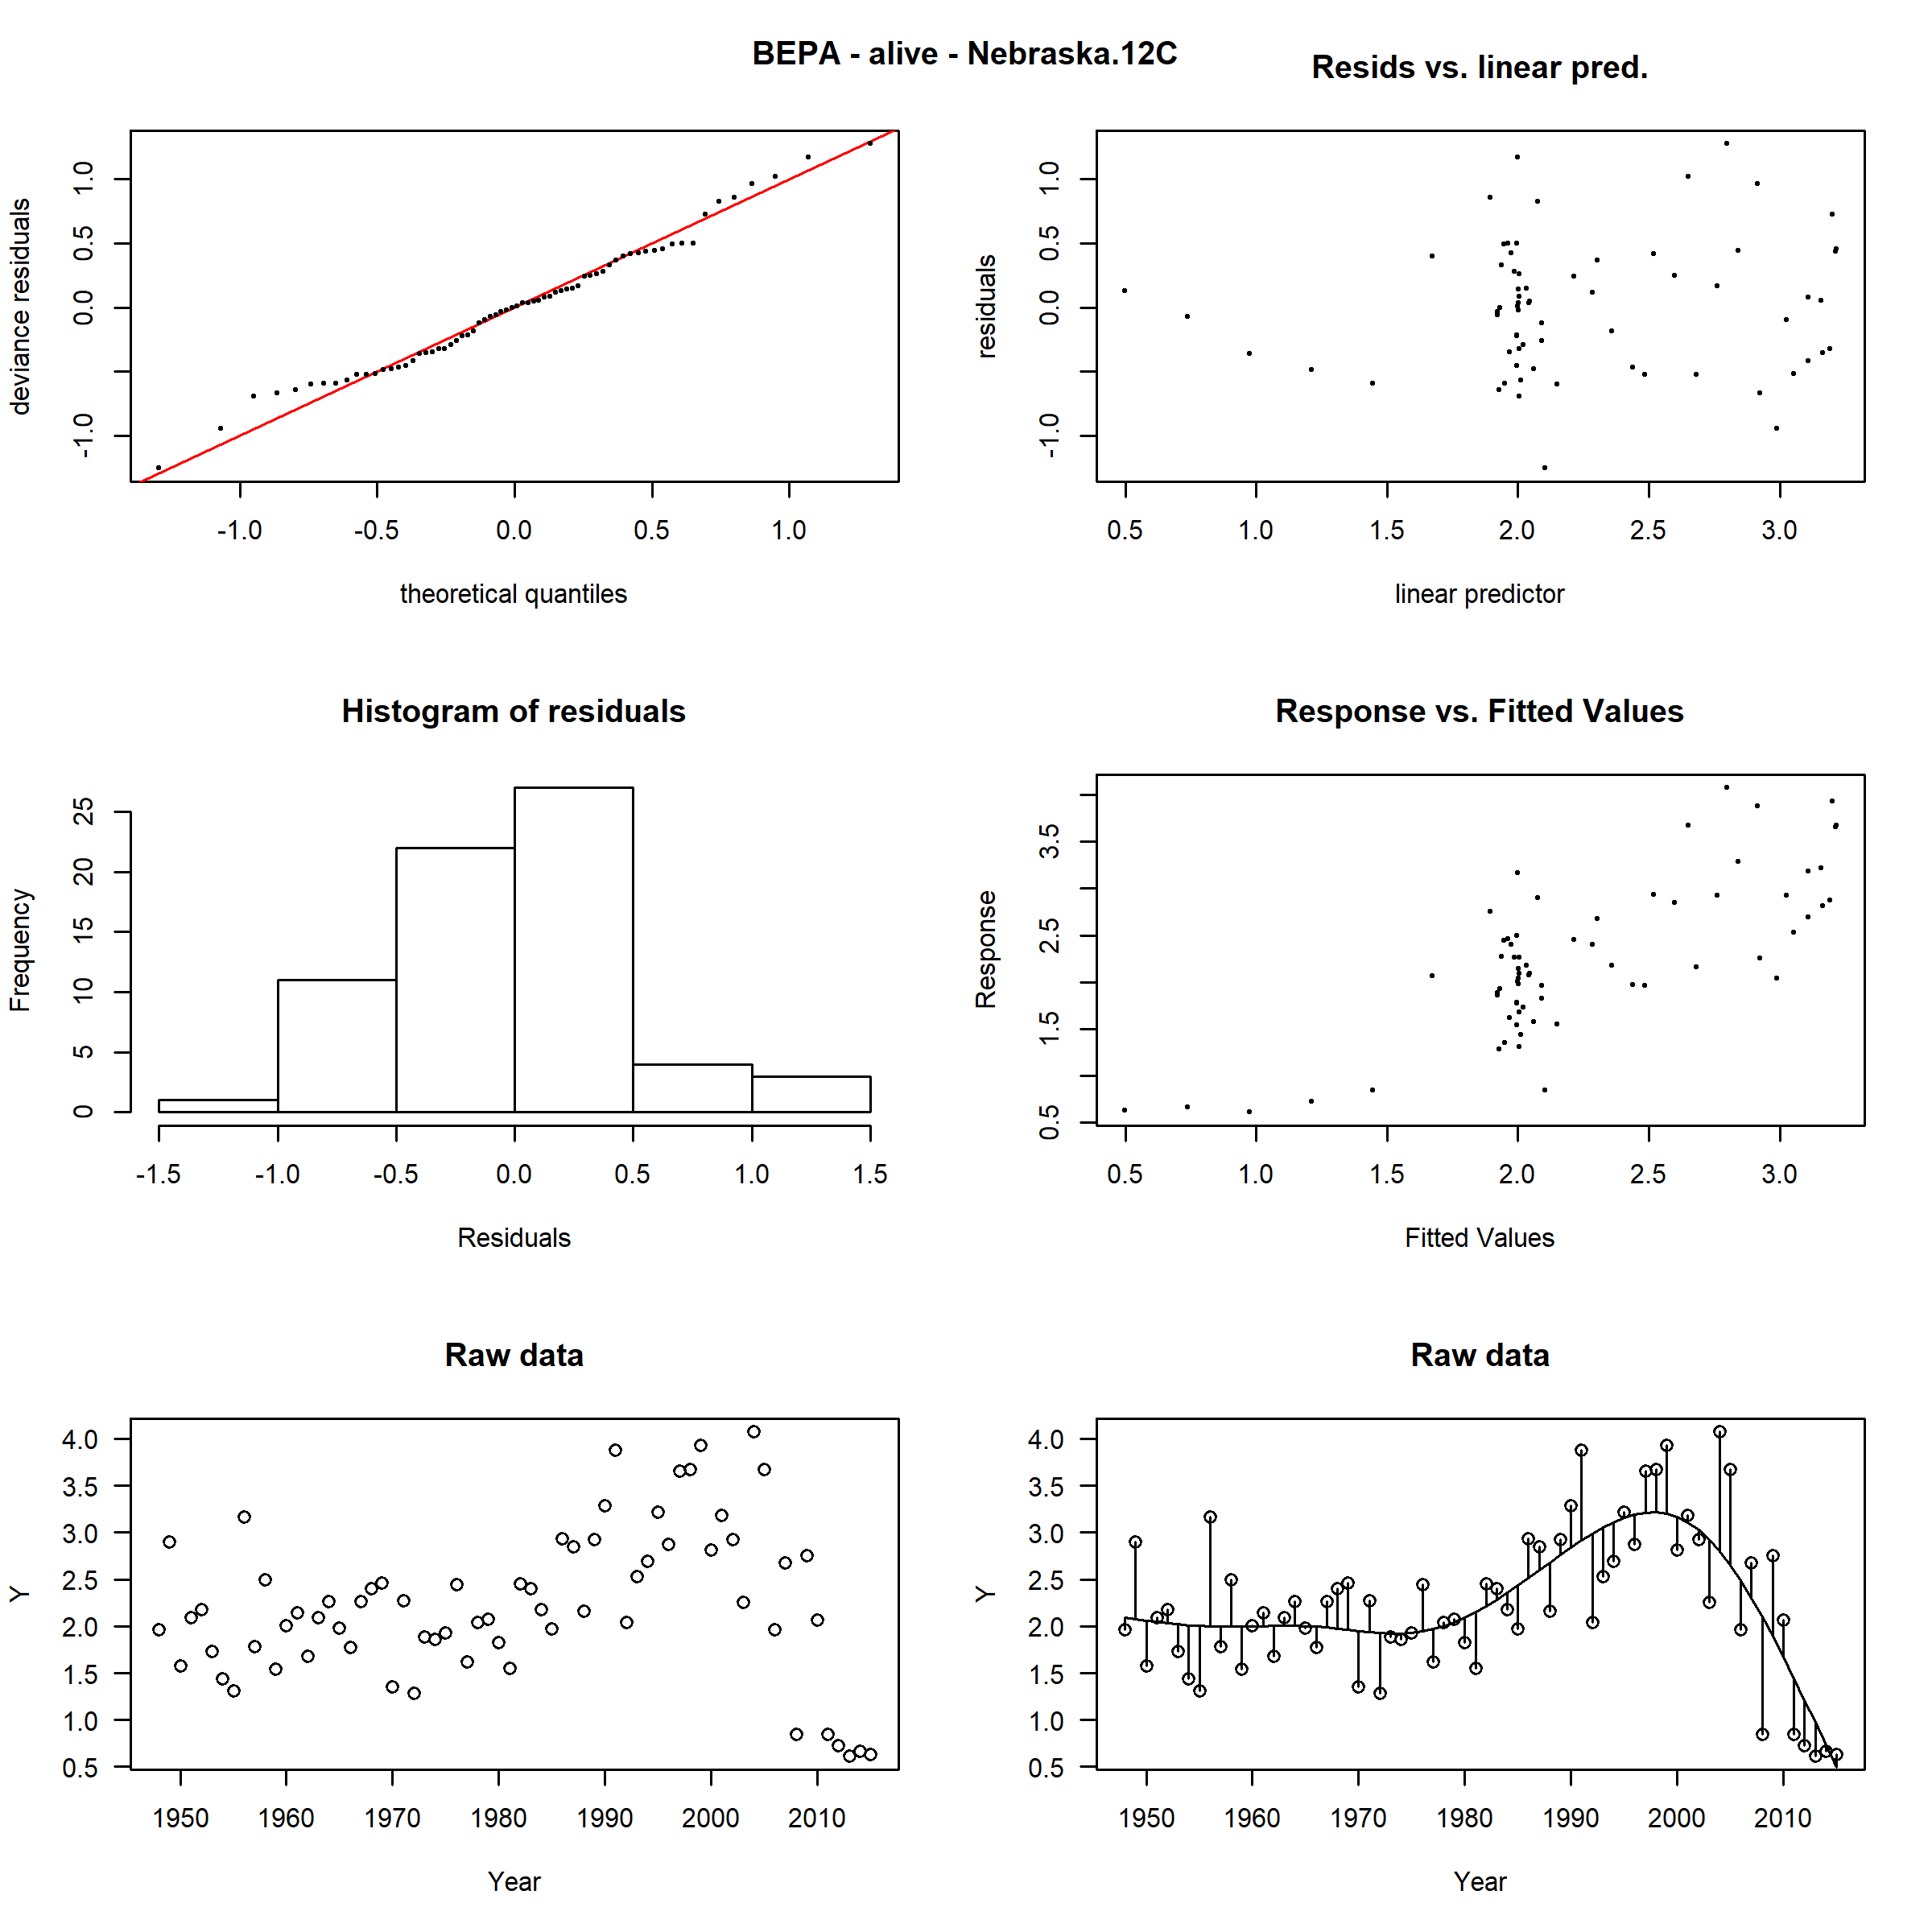 BEPA - alive - Nebraska.12C
Resids vs. linear pred.
deviance residuals
-1.0 0.0 0.5 1.0
-1.0 -0.5 0.0 0.5 1.0
theoretical quantiles
residuals
-1.0 0.0 0.5 1.0
0.5 1.0 1.5 2.0 2.5 3.0
linear predictor
Histogram of residuals
Frequency
0 5 10 15 20 25
-1.5 -1.0 -0.5 0.0 0.5 1.0 1.5
Residuals
Response vs. Fitted Values
Response
0.5 1.5 2.5 3.5
0.5 1.0 1.5 2.0 2.5 3.0
Fitted Values
Raw data
Y
4.0
3.5
3.0
2.5
2.0
1.5
1.0
0.5
1950 1960 1970 1980 1990 2000 2010
Year
Raw data
Y
4.0
3.5
3.0
2.5
2.0
1.5
1.0
0.5
1950 1960 1970 1980 1990 2000 2010
Year